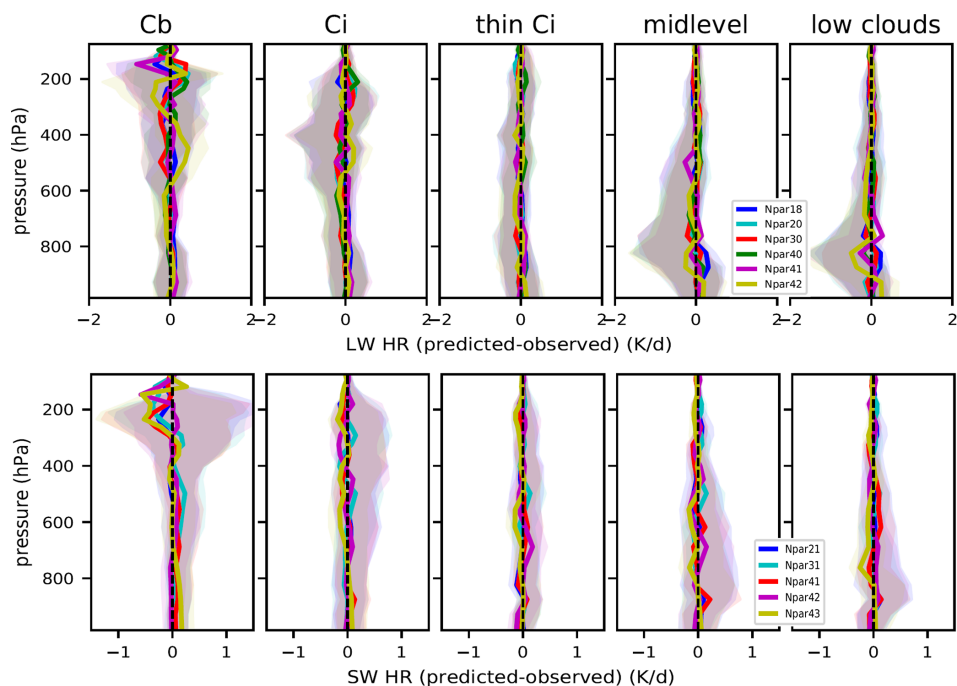 Cb Ci thin Ci midlevel low clouds
pressure (hPa)
200
400
600
800
Npar18
Npar20
Npar30
Npar40
Npar41
Npar42
−2 0 2 −2 0 2 −2 0 2 −2 0 2 −2 0 2
LW HR (predicted-observed) (K/d)
pressure (hPa)
200
400
600
800
Npar21
Npar31
Npar41
Npar42
Npar43
−1 0 1 −1 0 1 −1 0 1 −1 0 1 −1 0 1
SW HR (predicted-observed) (K/d)